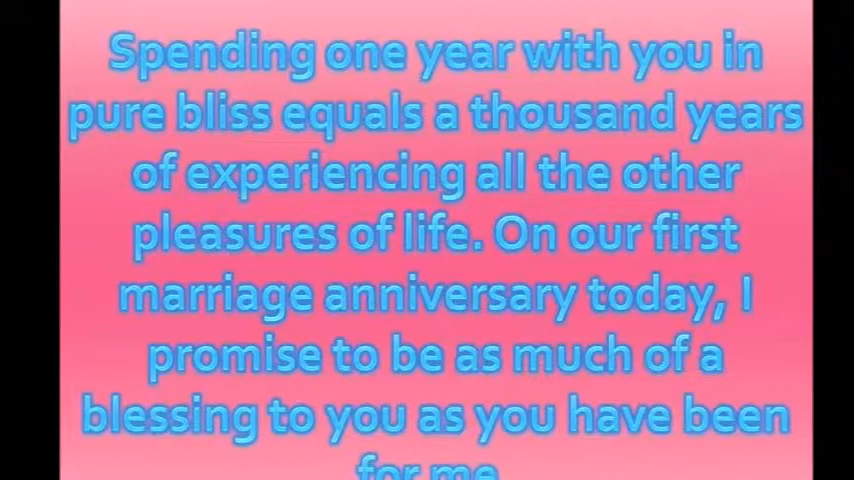 Spending one year with you in
pure bliss equals a thousand years
of experiencing all the other
pleasures of life. On our first
marriage anniversary today, I
promise to be as much of a
blessing to you as you have been
for me